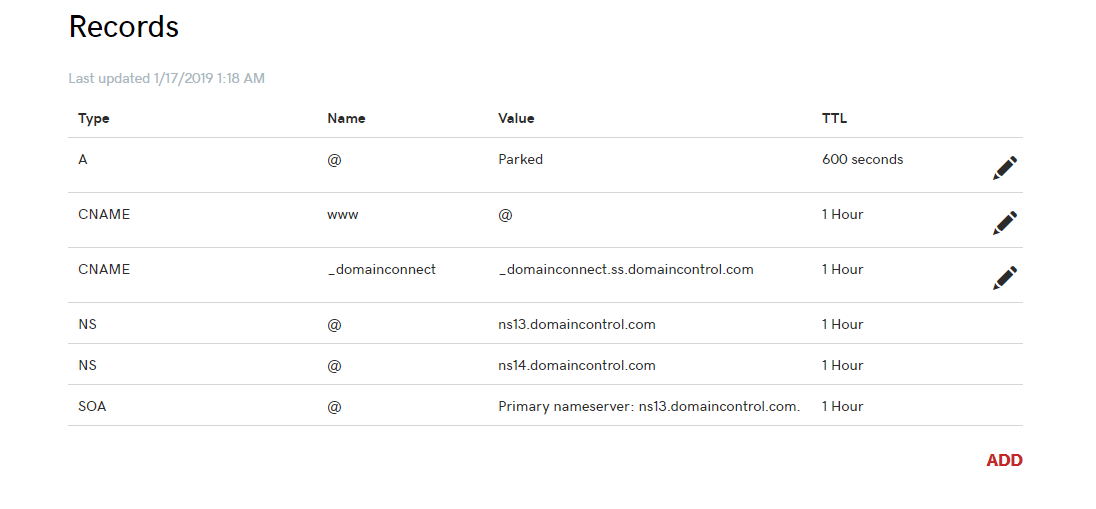 Records
Last updated 1/17/2019 1:18 AM
Type Name Value TTL
A @ Parked 600 seconds
CNAME www @ 1 Hour
CNAME _domainconnect _domainconnect.ss.domaincontrol.com 1 Hour
NS @ ns13.domaincontrol.com 1 Hour
NS @ ns14.domaincontrol.com 1 Hour
SOA @ Primary nameserver: ns13.domaincontrol.com. 1 Hour
ADD